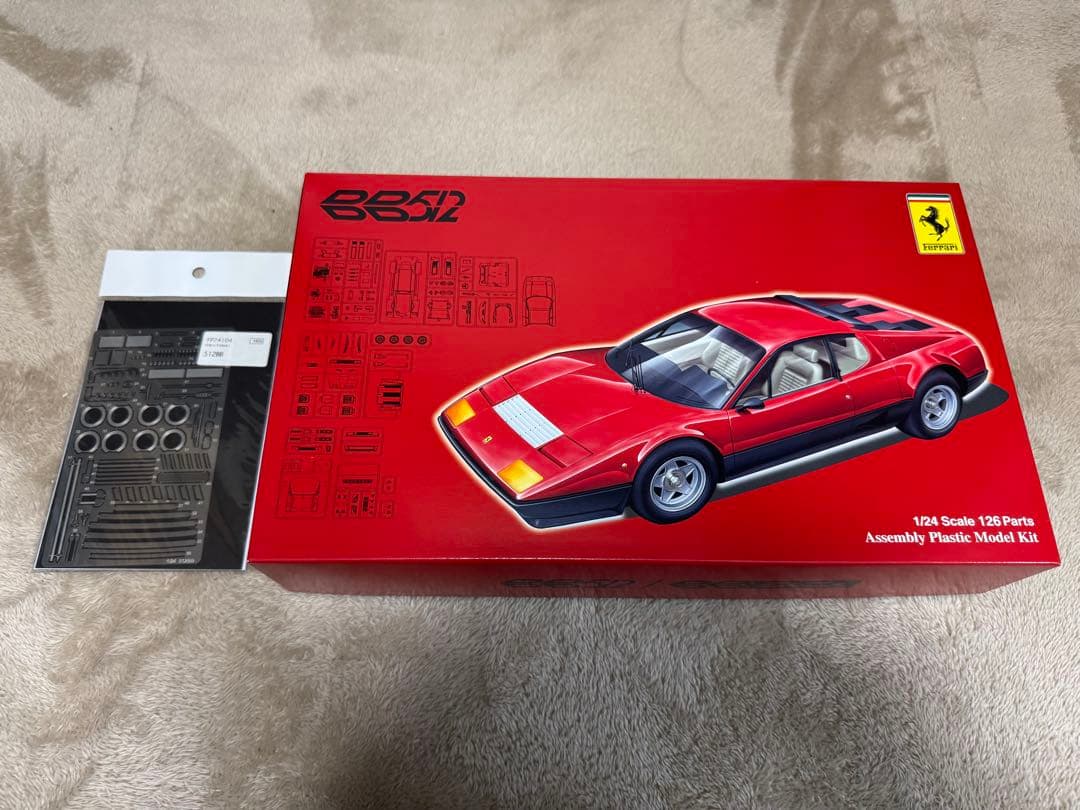 BB512
Ferrari
1/24 Scale 126 Parts
Assembly Plastic Model Kit
512BB